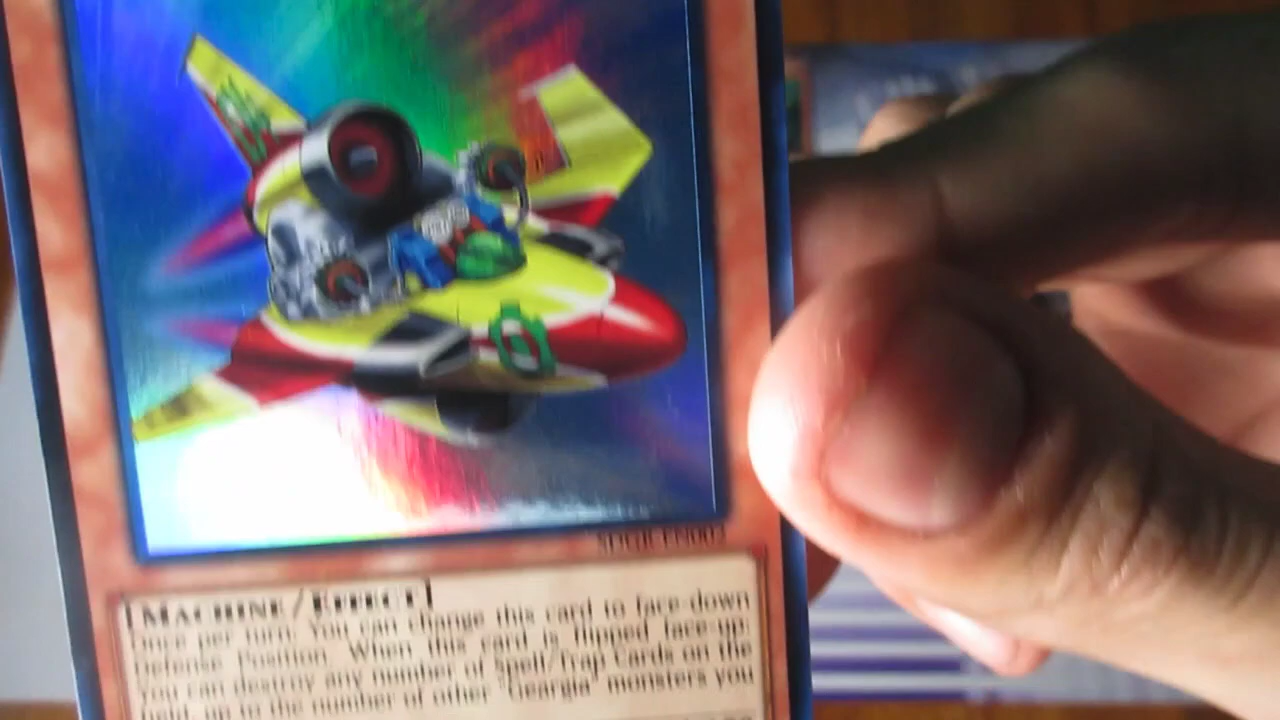 [MACHINE/EFFECT]
Once per turn: You can change this card to face-down
Defense Position. When this card is flipped face-up:
You can destroy any number of Spell/Trap Cards on the
field, up to the number of other "Geargia" monsters you